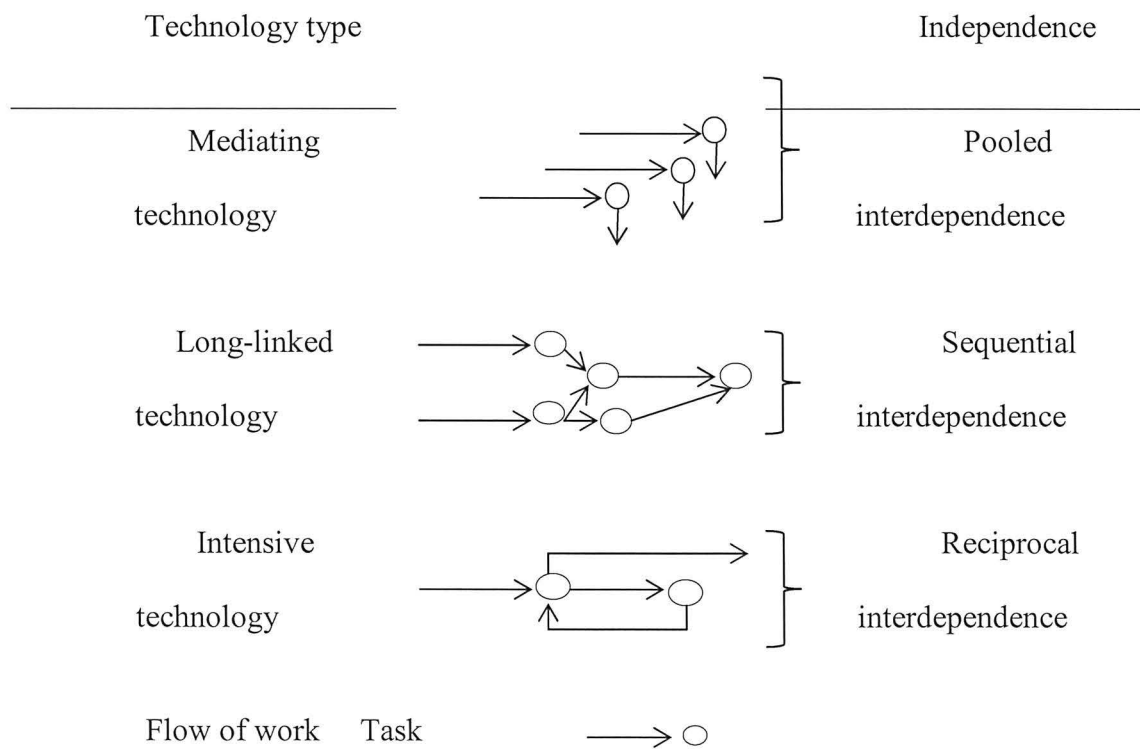 Technology type Independence
Mediating Pooled
technology interdependence
Long-linked Sequential
technology interdependence
Intensive Reciprocal
technology interdependence
Flow of work Task